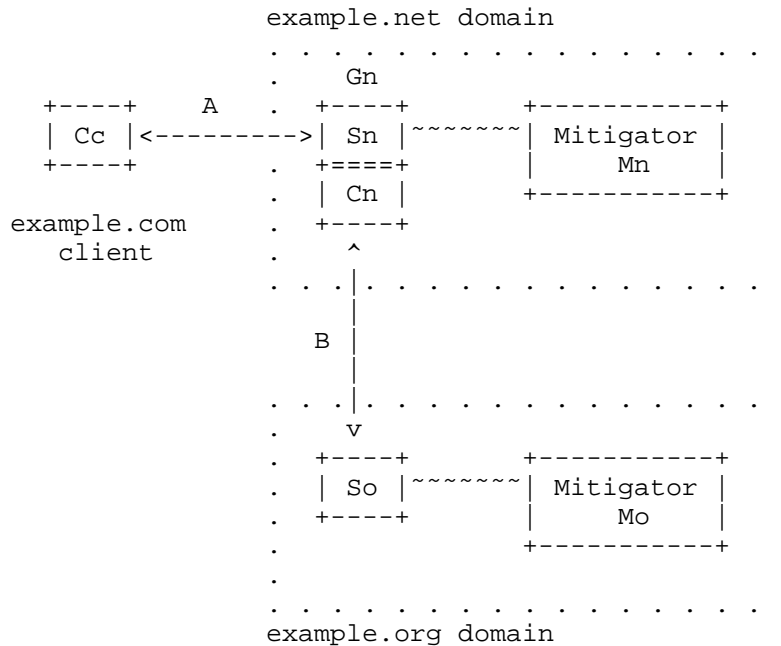 example.net domain
. . . . . . . . . . . . . . . .
. Gn
+----+ A . +----+ +-----------+
| Cc |<--------->| Sn |~~~~~~~| Mitigator |
+----+ . +====+ | Mn |
. | Cn | +-----------+
example.com . +----+
client . ^
. . .|. . . . . . . . . . . . .
|
B |
|
. . .|. . . . . . . . . . . . .
. v
. +----+ +-----------+
. | So |~~~~~~~| Mitigator |
. +----+ | Mo |
. +-----------+
.
. . . . . . . . . . . . . . . .
example.org domain